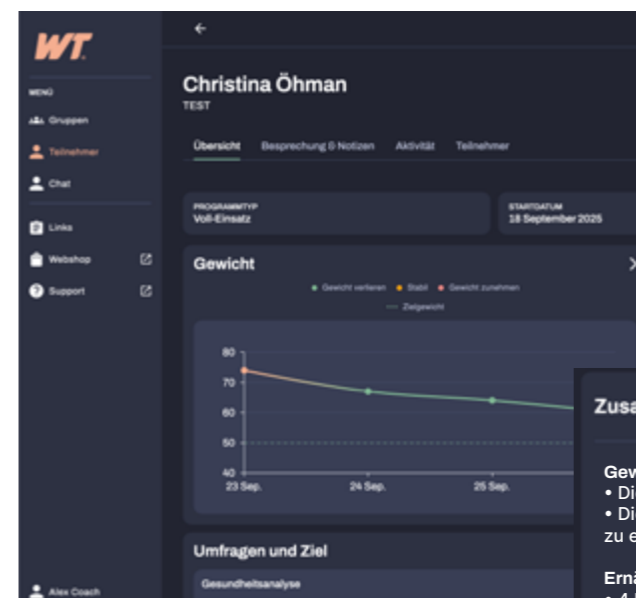 WT.
MENÜ
Gruppen
Teilnehmer
Chat
Links
Webshop
Support
Alex Coach
Christina Öhman
TEST
Übersicht Besprechung & Notizen Aktivität Teilnehmer
PROGRAMMTYP
Voll-Einsatz
STARTDATUM
18 September 2025
Gewicht
Gewicht verlieren Stabil Gewicht zunehmen
Zielgewicht
80
70
60
50
40
23 Sep. 24 Sep. 25 Sep.
Umfragen und Ziel
Gesundheitsanalyse
Zusa
Gew
• Di
• Di
zu e
Ernä